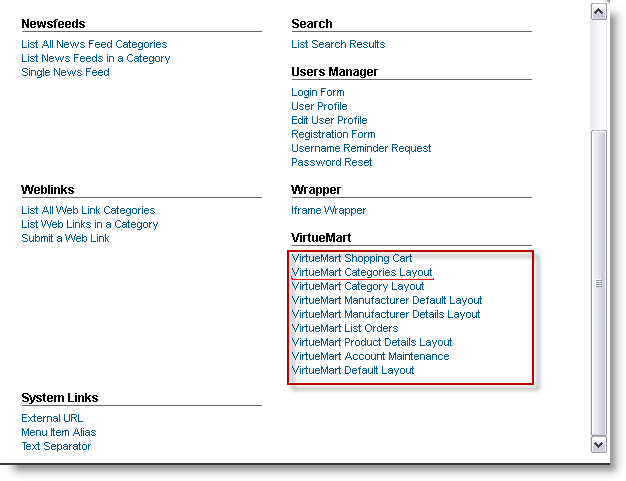 Newsfeeds
List All News Feed Categories
List News Feeds in a Category
Single News Feed
Search
List Search Results
Users Manager
Login Form
User Profile
Edit User Profile
Registration Form
Username Reminder Request
Password Reset
Weblinks
List All Web Link Categories
List Web Links in a Category
Submit a Web Link
Wrapper
Iframe Wrapper
VirtueMart
VirtueMart Shopping Cart
VirtueMart Categories Layout
VirtueMart Category Layout
VirtueMart Manufacturer Default Layout
VirtueMart Manufacturer Details Layout
VirtueMart List Orders
VirtueMart Product Details Layout
VirtueMart Account Maintenance
VirtueMart Default Layout
System Links
External URL
Menu Item Alias
Text Separator